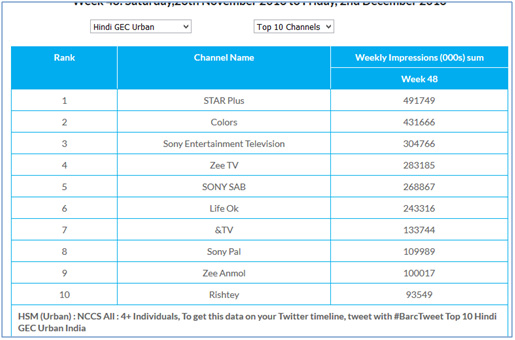 Week 48: Saturday,26th November 2016 to Friday, 2nd December 2016
Hindi GEC Urban Top 10 Channels
Rank Channel Name Weekly Impressions (000s) sum
Week 48
1 STAR Plus 491749
2 Colors 431666
3 Sony Entertainment Television 304766
4 Zee TV 283185
5 SONY SAB 268867
6 Life Ok 243316
7 &TV 133744
8 Sony Pal 109989
9 Zee Anmol 100017
10 Rishtey 93549
HSM (Urban) : NCCS All : 4+ Individuals, To get this data on your Twitter timeline, tweet with #BarcTweet Top 10 Hindi
GEC Urban India